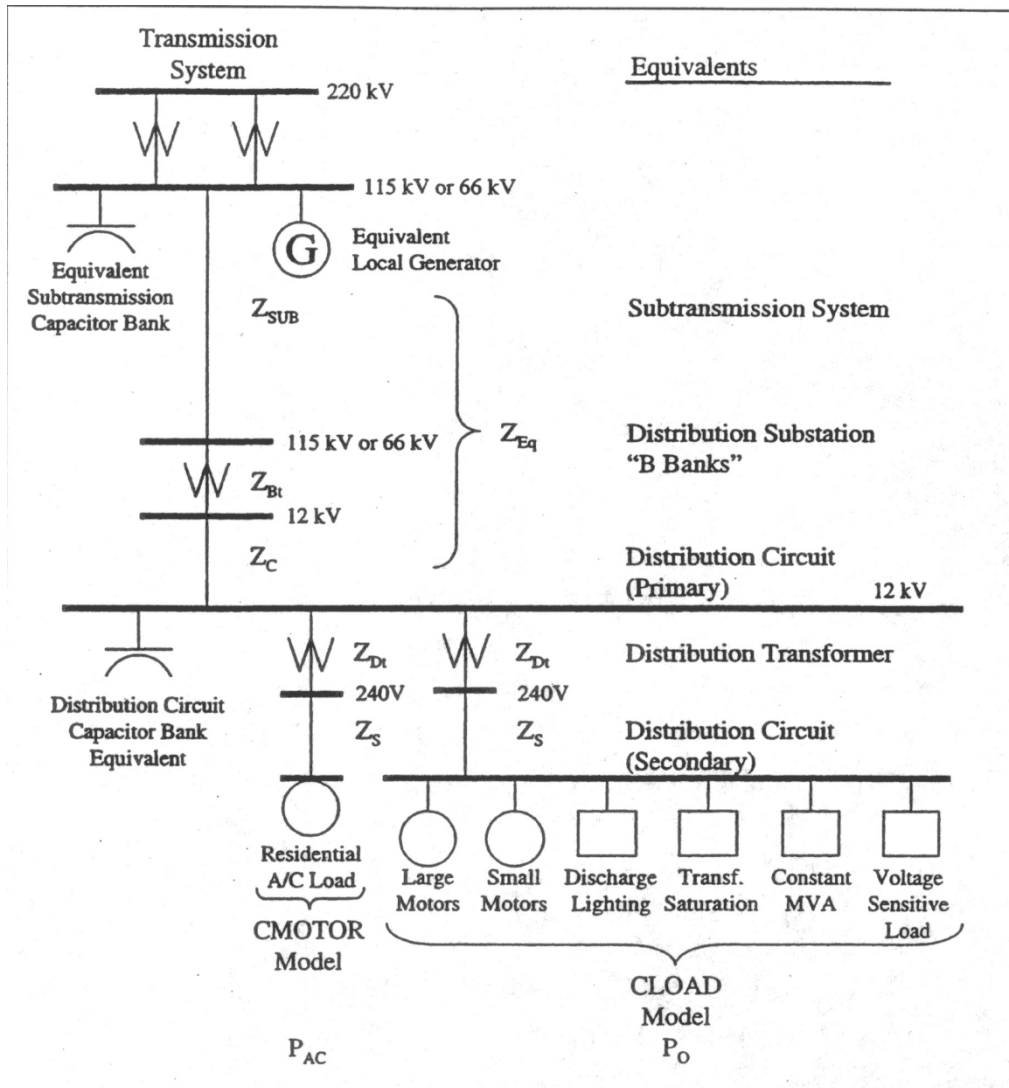 Transmission
System
Equivalents
220 kV
115 kV or 66 kV
G
Equivalent
Local Generator
Equivalent
Subtransmission
Capacitor Bank
Z_SUB
Subtransmission System
Z_Eq
115 kV or 66 kV
Distribution Substation
"B Banks"
Z_Bt
12 kV
Z_C
Distribution Circuit
(Primary)
12 kV
Z_Dt
Z_Dt
Distribution Transformer
240V
240V
Distribution Circuit
Capacitor Bank
Equivalent
Z_S
Z_S
Distribution Circuit
(Secondary)
Residential
A/C Load
CMOTOR
Model
Large
Motors
Small
Motors
Discharge
Lighting
Transf.
Saturation
Constant
MVA
Voltage
Sensitive
Load
CLOAD
Model
P_AC
P_O